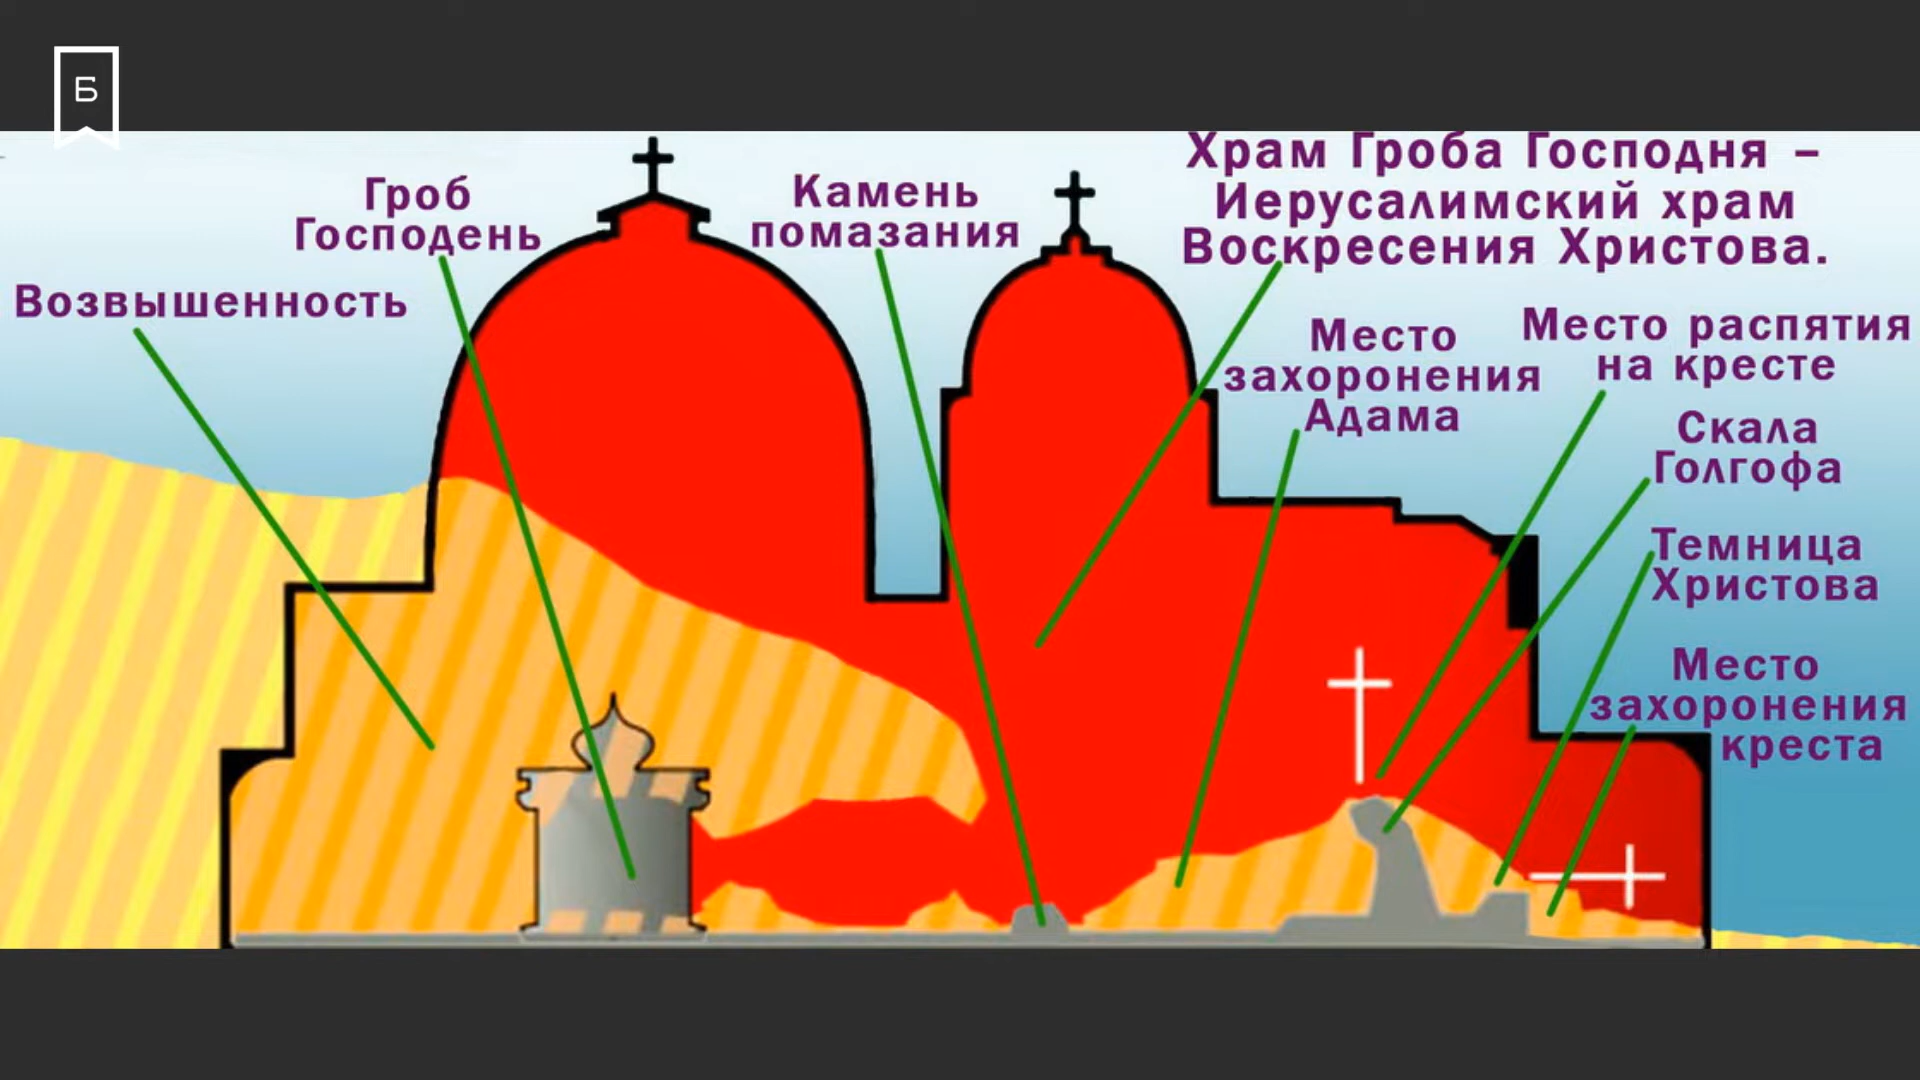 Б
Храм Гроба Господня –
Иерусалимский храм
Воскресения Христова.
Гроб
Господень
Камень
помазания
Возвышенность
Место
захоронения
Адама
Место распятия
на кресте
Скала
Голгофа
Темница
Христова
Место
захоронения
креста